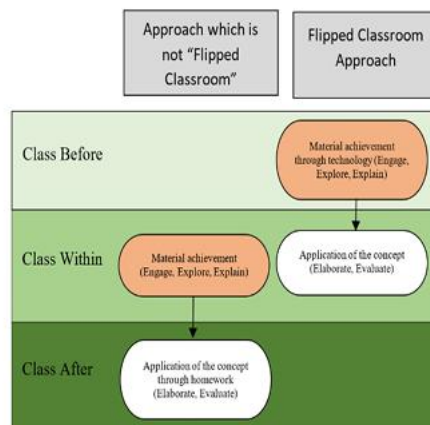 Approach which is
not “Flipped
Classroom”
Flipped Classroom
Approach
Class Before
Material achievement
through technology (Engage,
Explore, Explain)
Class Within
Material achievement
(Engage, Explore, Explain)
Application of the concept
(Elaborate, Evaluate)
Class After
Application of the concept
through homework
(Elaborate, Evaluate)